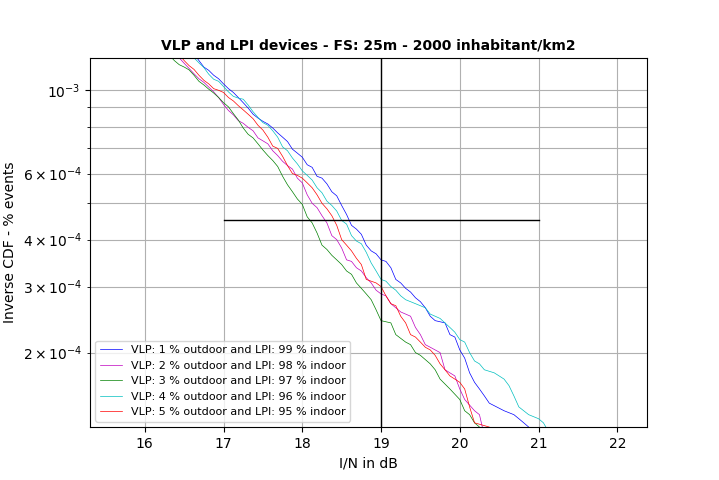 VLP and LPI devices - FS: 25m - 2000 inhabitant/km2
10⁻³
6 × 10⁻⁴
4 × 10⁻⁴
3 × 10⁻⁴
2 × 10⁻⁴
Inverse CDF - % events
VLP: 1 % outdoor and LPI: 99 % indoor
VLP: 2 % outdoor and LPI: 98 % indoor
VLP: 3 % outdoor and LPI: 97 % indoor
VLP: 4 % outdoor and LPI: 96 % indoor
VLP: 5 % outdoor and LPI: 95 % indoor
16 17 18 19 20 21 22
I/N in dB